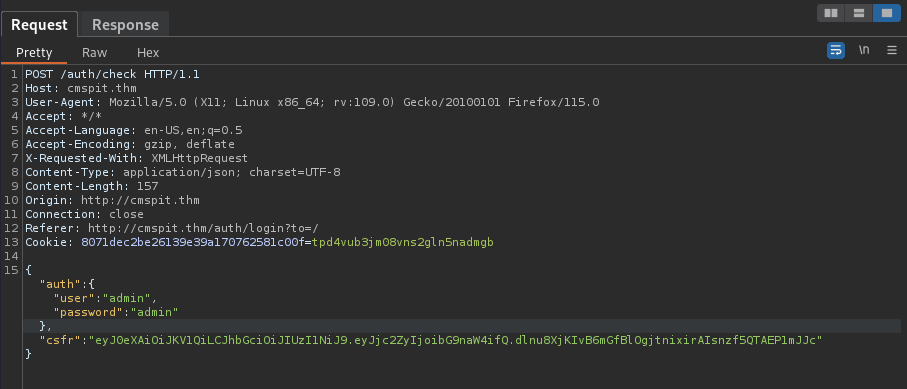 Request Response
Pretty Raw Hex \n
1 POST /auth/check HTTP/1.1
2 Host: cmspit.thm
3 User-Agent: Mozilla/5.0 (X11; Linux x86_64; rv:109.0) Gecko/20100101 Firefox/115.0
4 Accept: */*
5 Accept-Language: en-US,en;q=0.5
6 Accept-Encoding: gzip, deflate
7 X-Requested-With: XMLHttpRequest
8 Content-Type: application/json; charset=UTF-8
9 Content-Length: 157
10 Origin: http://cmspit.thm
11 Connection: close
12 Referer: http://cmspit.thm/auth/login?to=/
13 Cookie: 8071dec2be26139e39a170762581c00f=tpd4vub3jm08vns2gln5nadmgb
14
15 {
"auth":{
"user":"admin",
"password":"admin"
},
"csfr":"eyJ0eXAiOiJKV1QiLCJhbGciOiJIUzI1NiJ9.eyJjc2ZyIjoibG9naW4ifQ.dlnu8XjKIvB6mGfBlOgjtnixirAIsnzf5QTAEP1mJJc"
}